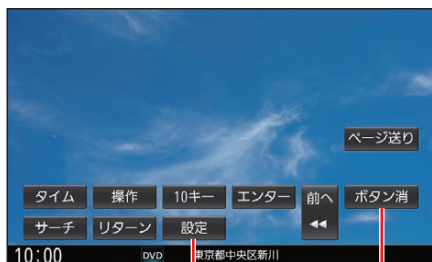 ページ送り
タイム 操作 10キー エンター 前へ ボタン消
サーチ リターン 設定 ◀◀
10:00 DVD 東京都中央区新川